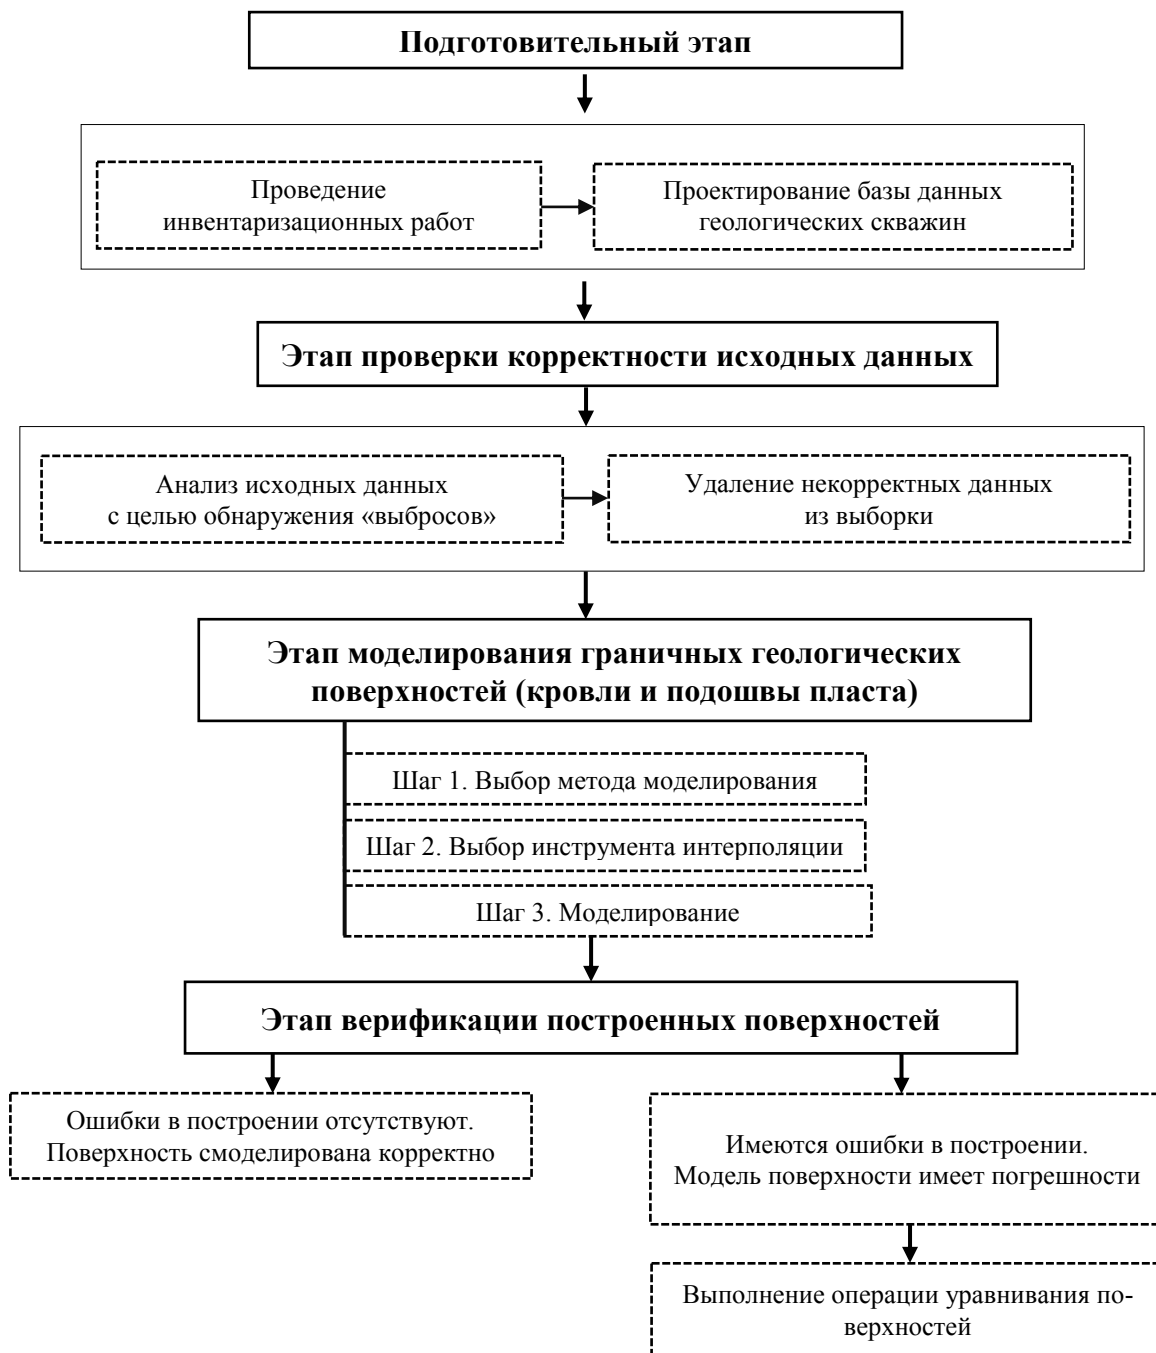 Подготовительный этап
Проведение
инвентаризационных работ
Проектирование базы данных
геологических скважин
Этап проверки корректности исходных данных
Анализ исходных данных
с целью обнаружения «выбросов»
Удаление некорректных данных
из выборки
Этап моделирования граничных геологических
поверхностей (кровли и подошвы пласта)
Шаг 1. Выбор метода моделирования
Шаг 2. Выбор инструмента интерполяции
Шаг 3. Моделирование
Этап верификации построенных поверхностей
Ошибки в построении отсутствуют.
Поверхность смоделирована корректно
Имеются ошибки в построении.
Модель поверхности имеет погрешности
Выполнение операции уравнивания по-
верхностей